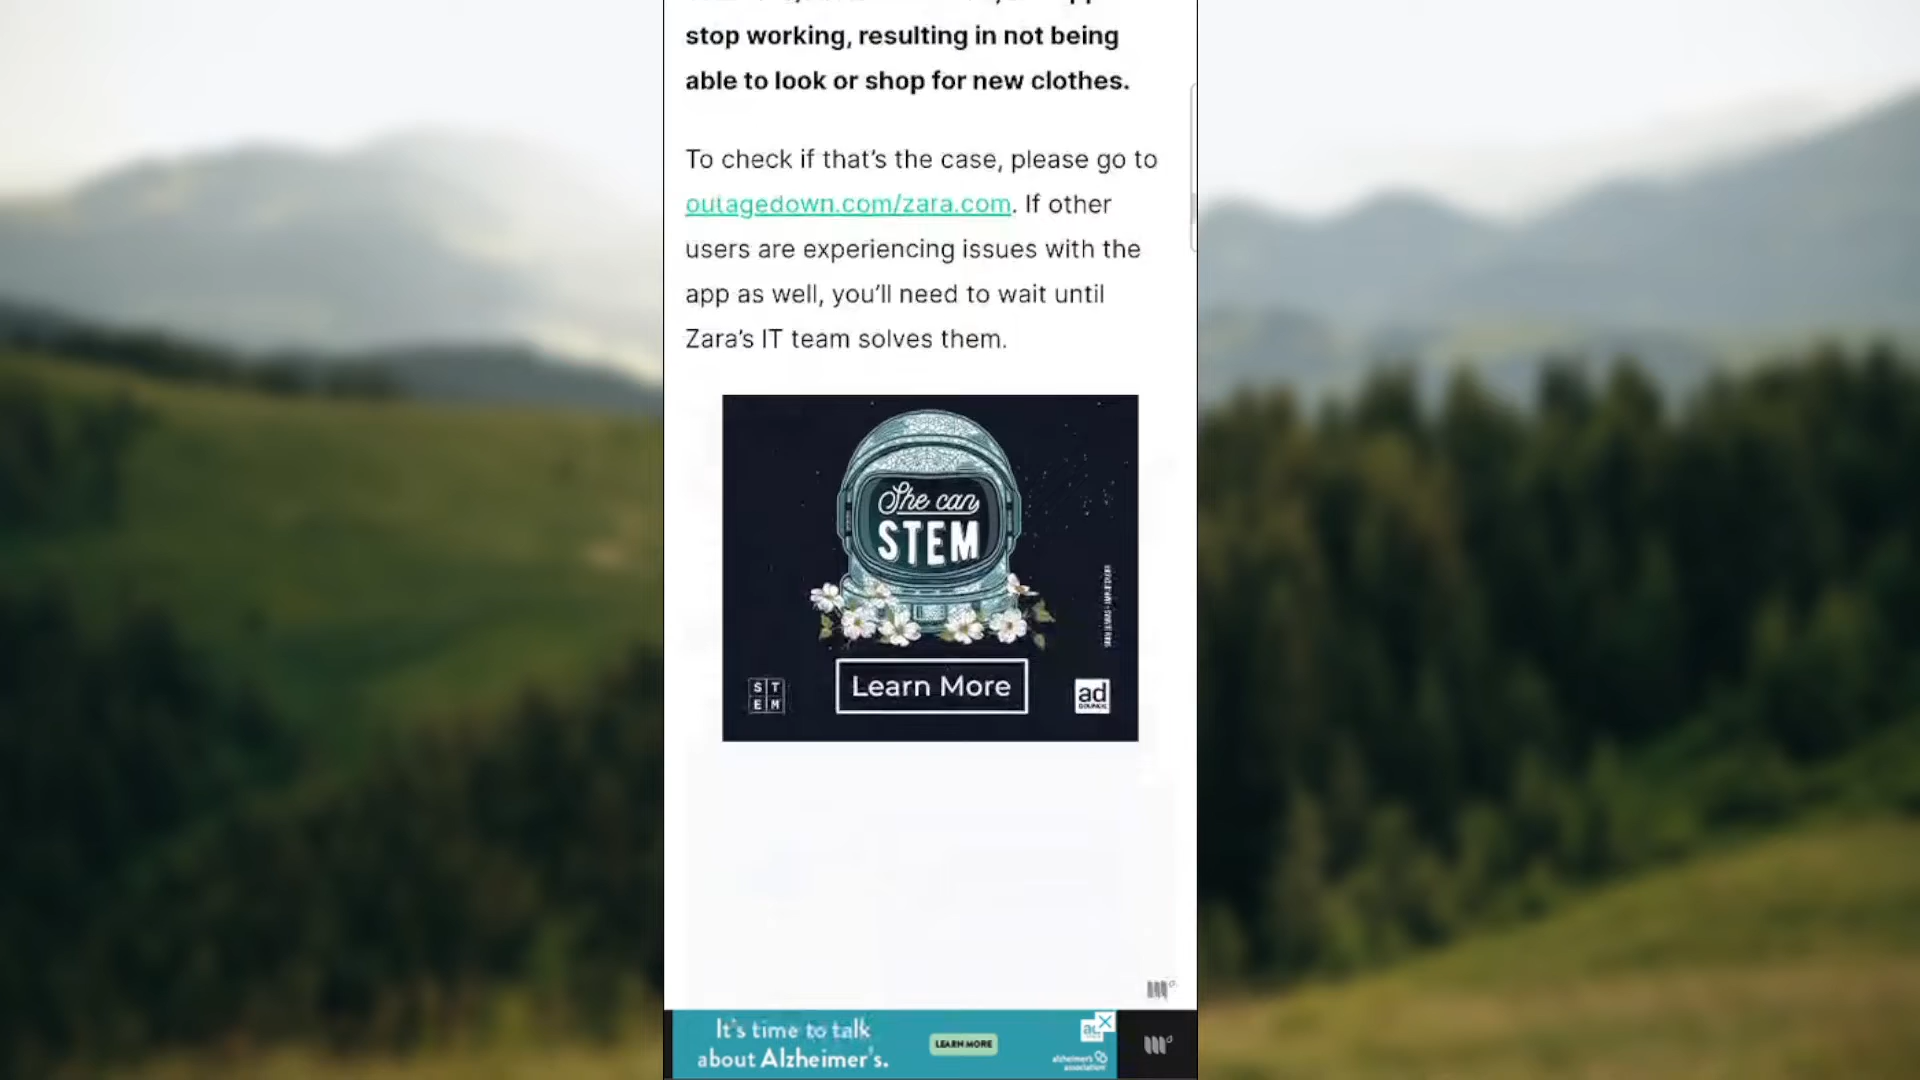 stop working, resulting in not being
able to look or shop for new clothes.
To check if that’s the case, please go to
outagedown.com/zara.com. If other
users are experiencing issues with the
app as well, you’ll need to wait until
Zara’s IT team solves them.
She can
STEM
Learn More
S T
E M
ad
COUNCIL
It's time to talk
about Alzheimer's.
LEARN MORE
alzheimer's
association